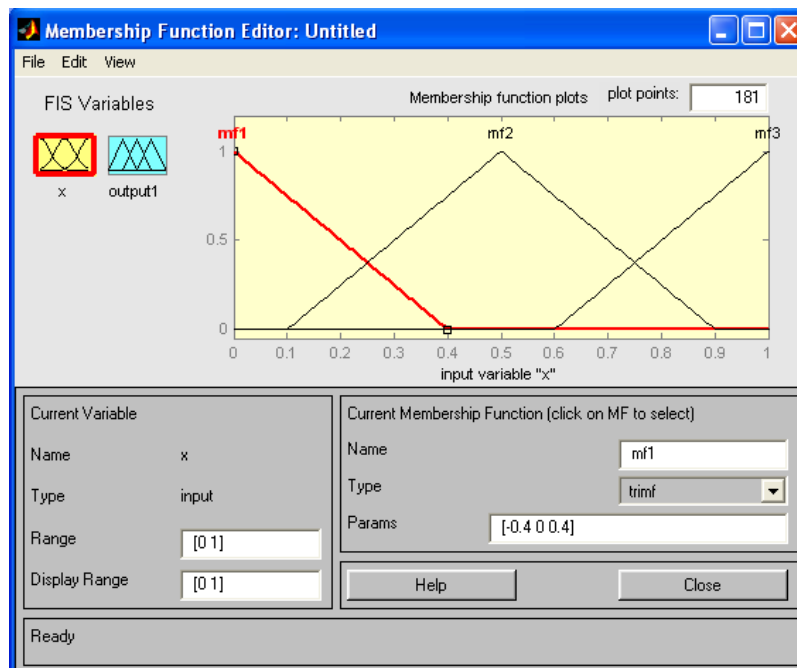 Membership Function Editor: Untitled
File Edit View
FIS Variables
x
output1
Membership function plots
plot points:
181
mf1
mf2
mf3
1
0.5
0
0 0.1 0.2 0.3 0.4 0.5 0.6 0.7 0.8 0.9 1
input variable "x"
Current Variable
Name x
Type input
Range [0 1]
Display Range [0 1]
Current Membership Function (click on MF to select)
Name mf1
Type trimf
Params [-0.4 0 0.4]
Help
Close
Ready